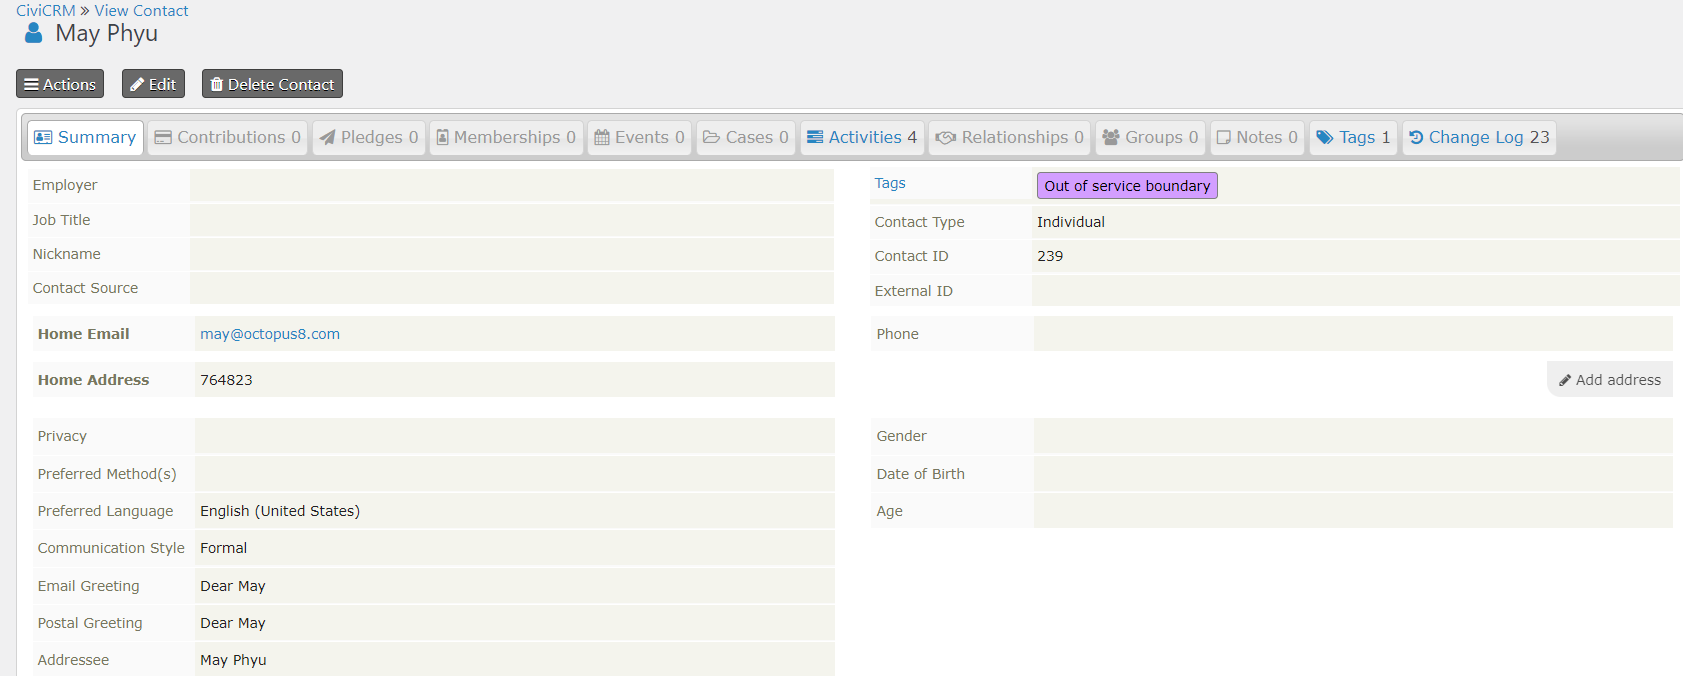 CiviCRM » View Contact
May Phyu
Actions Edit Delete Contact
Summary Contributions 0 Pledges 0 Memberships 0 Events 0 Cases 0 Activities 4 Relationships 0 Groups 0 Notes 0 Tags 1 Change Log 23
Employer
Job Title
Nickname
Contact Source
Tags Out of service boundary
Contact Type Individual
Contact ID 239
External ID
Home Email may@octopus8.com
Phone
Home Address 764823
Add address
Privacy
Preferred Method(s)
Preferred Language English (United States)
Communication Style Formal
Email Greeting Dear May
Postal Greeting Dear May
Addressee May Phyu
Gender
Date of Birth
Age